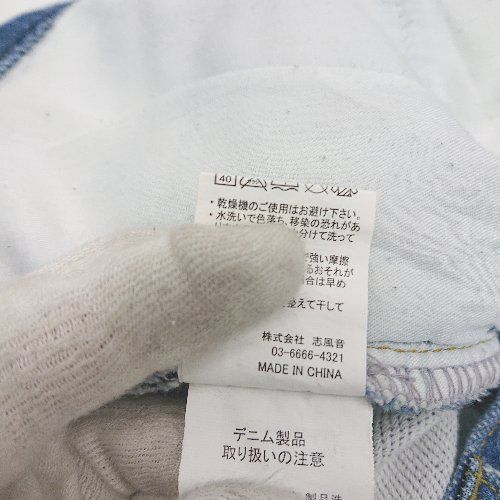 40
・乾燥機のご使用はお避け下さい。
・水洗いで色落ち、移染の恐れがあ
分けて洗って
強い摩擦
るおそれが
場合は早め
整えて干して
株式会社 志風音
03-6666-4321
MADE IN CHINA
デニム製品
取り扱いの注意